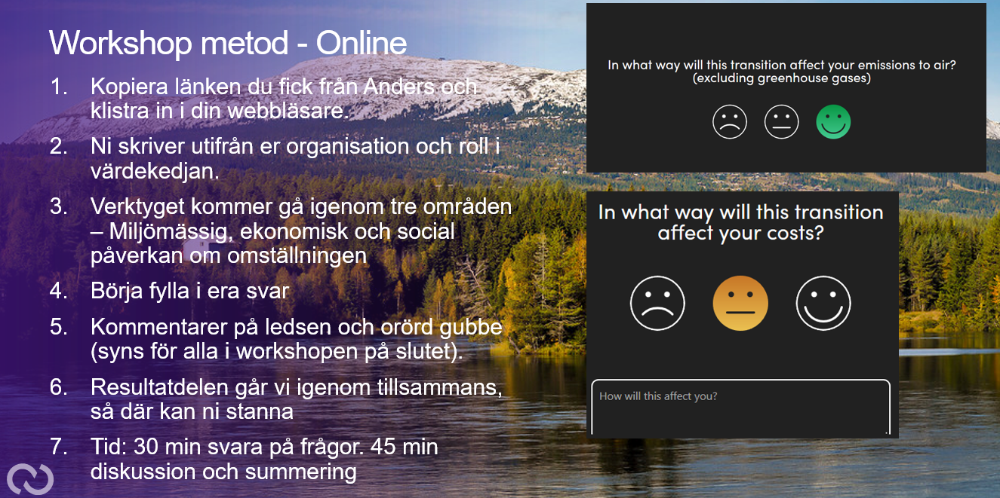 Workshop metod - Online
1. Kopiera länken du fick från Anders och
klistra in i din webbläsare.
2. Ni skriver utifrån er organisation och roll i
värdekedjan.
3. Verktyget kommer gå igenom tre områden
– Miljömässig, ekonomisk och social
påverkan om omställningen
4. Börja fylla i era svar
5. Kommentarer på ledsen och orörd gubbe
(syns för alla i workshopen på slutet).
6. Resultatdelen går vi igenom tillsammans,
så där kan ni stanna
7. Tid: 30 min svara på frågor. 45 min
diskussion och summering
In what way will this transition affect your emissions to air?
(excluding greenhouse gases)
In what way will this transition
affect your costs?
How will this affect you?